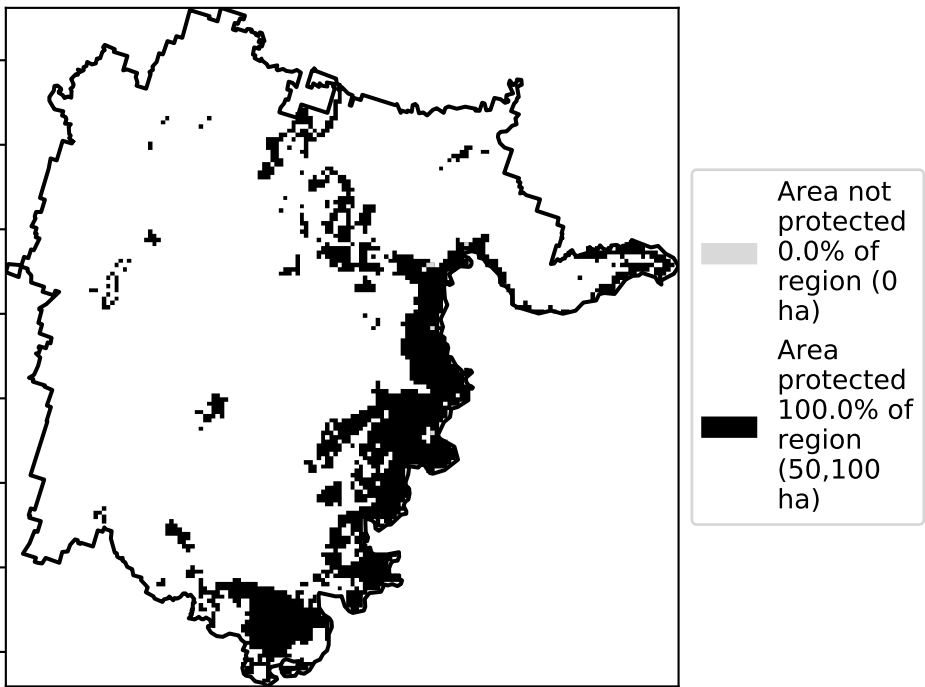 Area not
protected
0.0% of
region (0
ha)
Area
protected
100.0% of
region
(50,100
ha)